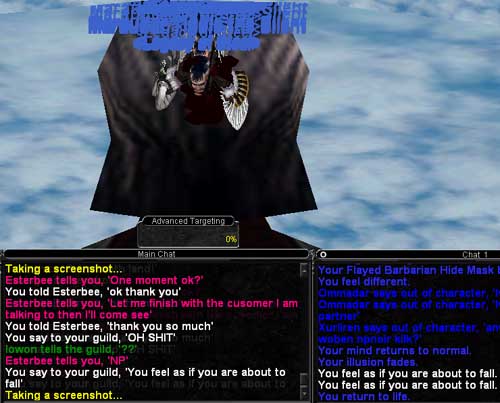 Advanced Targeting
0%
Main Chat
Taking a screenshot...
Esterbee tells you, 'One moment ok?'
You told Esterbee, 'ok thank you'
Esterbee tells you, 'Let me finish with the cusomer I am
talking to then I'll come see'
You told Esterbee, 'thank you so much'
You say to your guild, 'OH SHIT'
Iowon tells the guild, '??'
Esterbee tells you, 'NP'
You say to your guild, 'You feel as if you are about to
fall'
Taking a screenshot...
Chat 1
Your Flayed Barbarian Hide Mask
You feel different.
Ommadar says out of character,
Ommadar says out of character,
partner'
Xurliren says out of character,
woben npnoir kilk?'
Your mind returns to normal.
Your illusion fades.
You feel as if you are about to fall.
You feel as if you are about to fall.
You return to life.